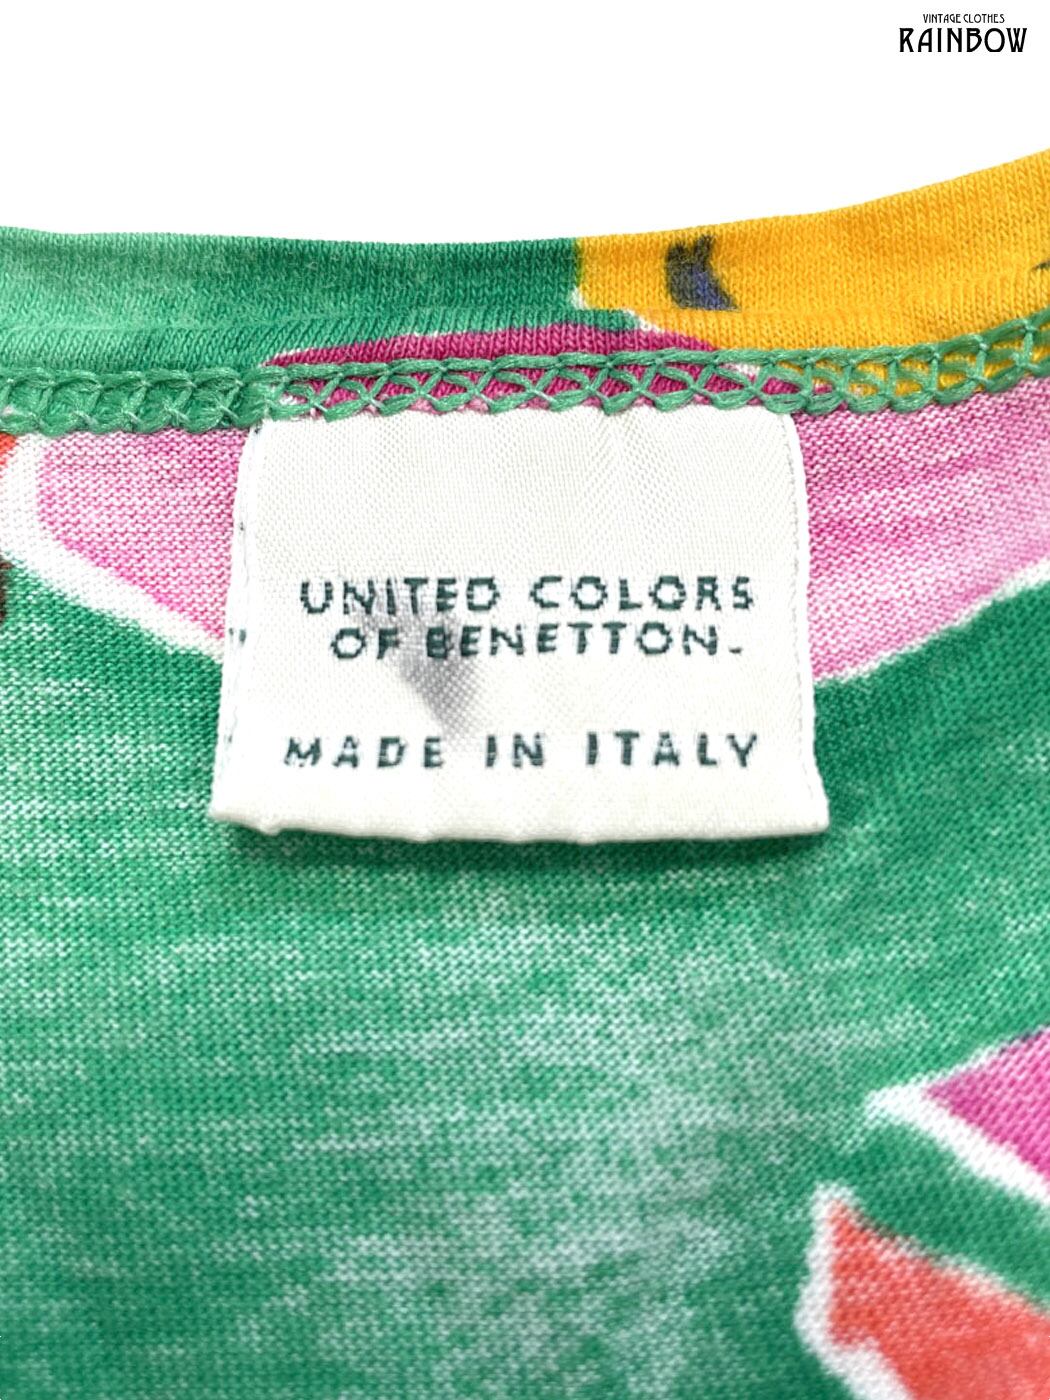 VINTAGE CLOTHES
RAINBOW
UNITED COLORS
OF BENETTON.
MADE IN ITALY